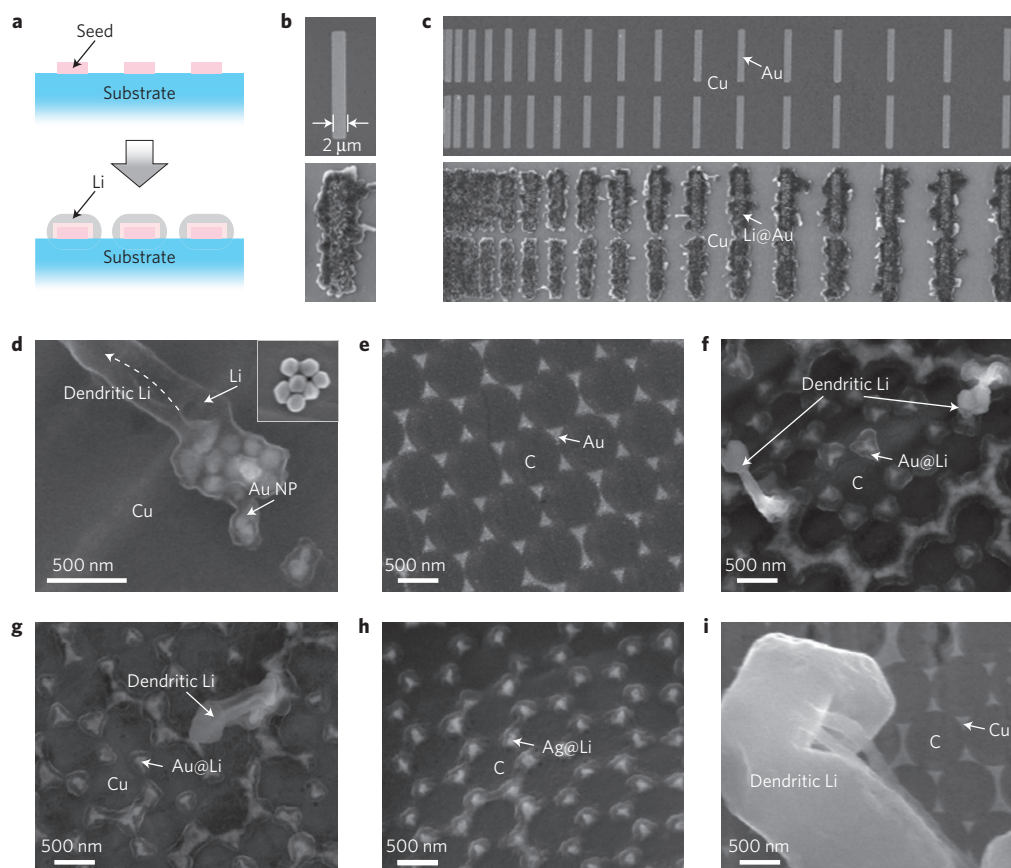 a
Seed
Substrate
Li
Substrate
b
2 μm
c
Au
Cu
Li@Au
Cu
d
Dendritic Li
Li
Au NP
Cu
500 nm
e
Au
C
500 nm
f
Dendritic Li
Au@Li
C
500 nm
g
Dendritic Li
Au@Li
Cu
500 nm
h
Ag@Li
C
500 nm
i
Cu
C
Dendritic Li
500 nm